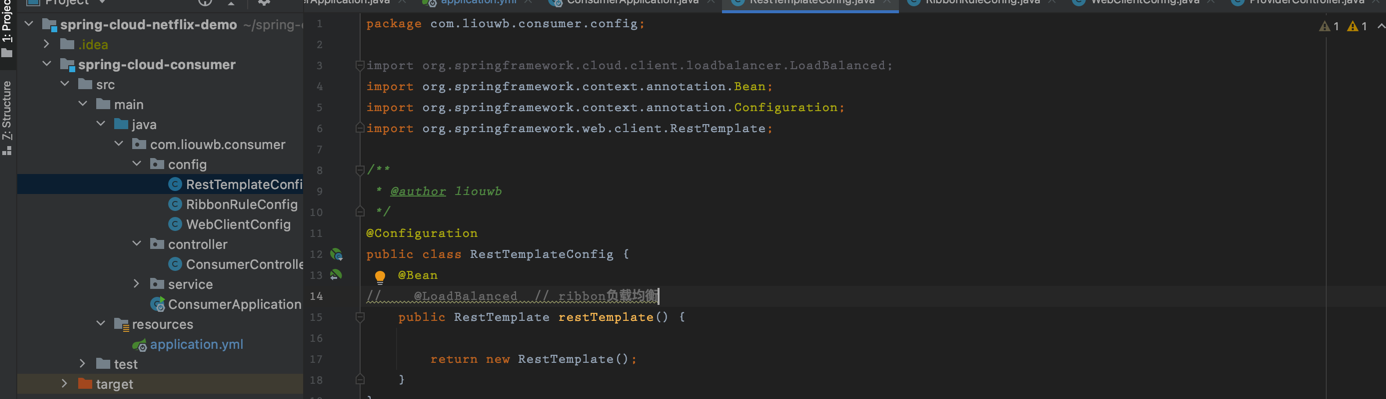 Project
erApplication.java
application.yml
ConsumerApplication.java
RestTemplateConfig.java
RibbonRuleConfig.java
WebClientConfig.java
ProviderController.java
1: Project
Z: Structure
spring-cloud-netflix-demo ~/spring-c
.idea
spring-cloud-consumer
src
main
java
com.liouwb.consumer
config
RestTemplateConfi
RibbonRuleConfig
WebClientConfig
controller
ConsumerControlle
service
ConsumerApplication
resources
application.yml
test
target
1 package com.liouwb.consumer.config;
2
3 import org.springframework.cloud.client.loadbalancer.LoadBalanced;
4 import org.springframework.context.annotation.Bean;
5 import org.springframework.context.annotation.Configuration;
6 import org.springframework.web.client.RestTemplate;
7
8 /**
9 * @author liouwb
10 */
11 @Configuration
12 public class RestTemplateConfig {
13 @Bean
14 // @LoadBalanced // ribbon负载均衡
15 public RestTemplate restTemplate() {
16
17 return new RestTemplate();
18 }
1 1